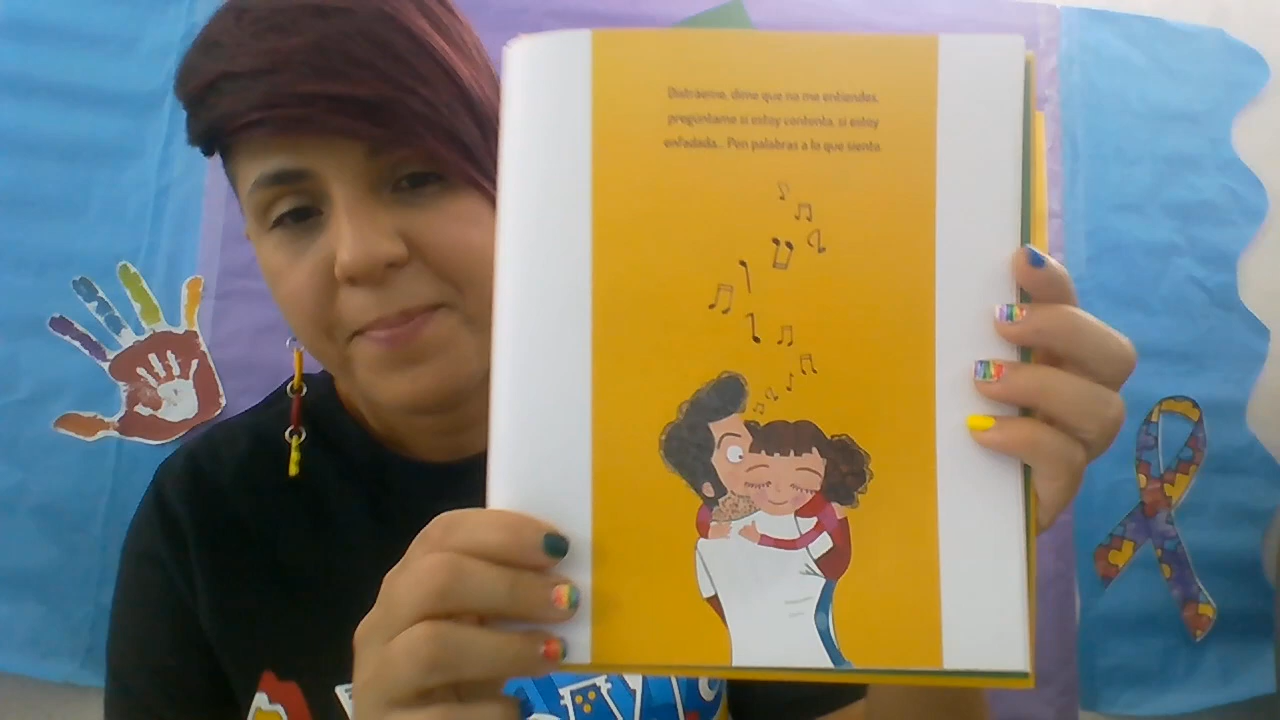 Distráeme, dime que no me entiendes,
pregúntame si estoy contenta, si estoy
enfadada... Pon palabras a lo que siento.